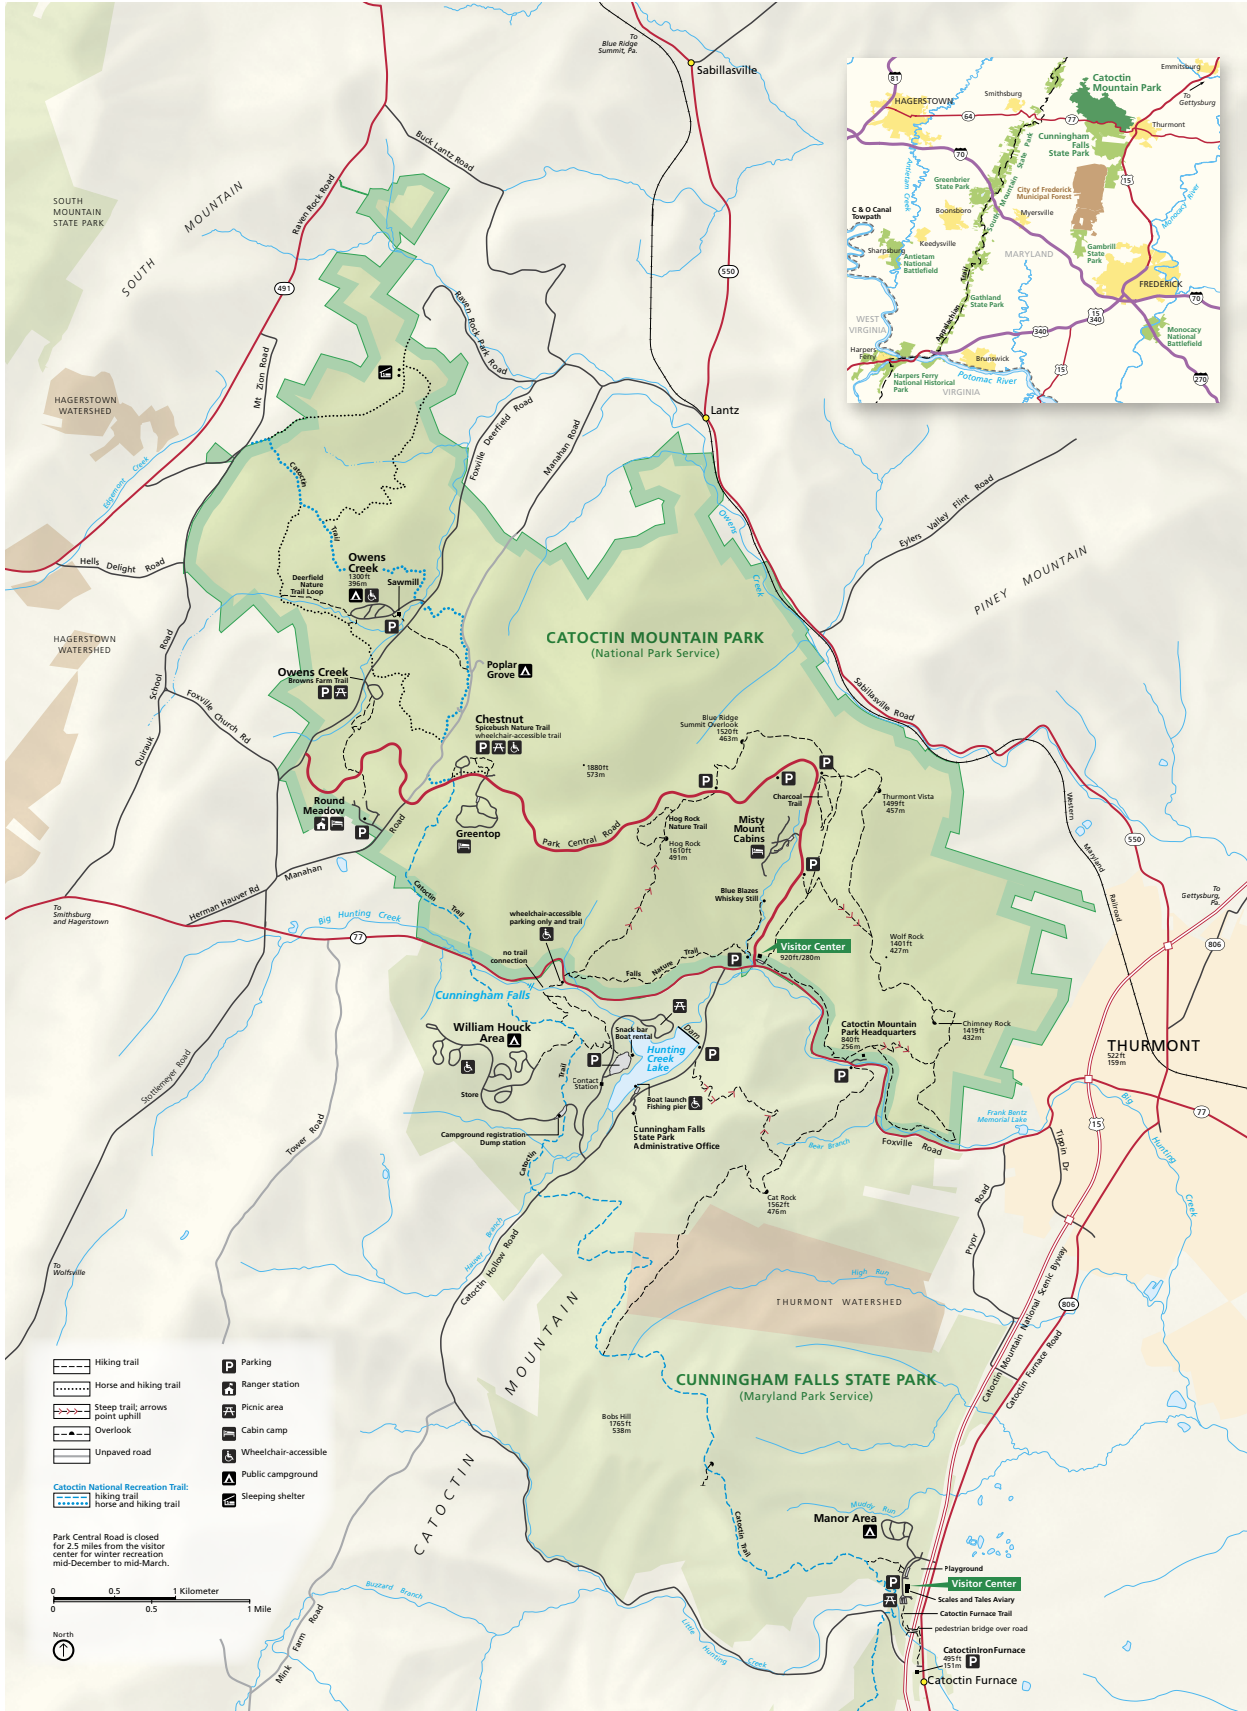 To
Blue Ridge
Summit, Pa.
Sabillasville
Buck Lantz Road
SOUTH
MOUNTAIN
STATE PARK
SOUTH MOUNTAIN
Raven Rock Road
491
550
Raven Rock Park Road
Mt Zion Road
HAGERSTOWN
WATERSHED
Edgemont Creek
Foxville Deerfield Road
Manahan Road
Lantz
Owens Creek
Eylers Valley Flint Road
PINEY MOUNTAIN
Hells Delight Road
Catoctin Trail
Owens
Creek
1300ft
396m
Deerfield
Nature
Trail Loop
Sawmill
P
HAGERSTOWN
WATERSHED
CATOCTIN MOUNTAIN PARK
(National Park Service)
Poplar
Grove
Owens Creek
Browns Farm Trail
P
Quirauk School Road
Foxville Church Rd
Sabillasville Road
Chestnut
Spicebush Nature Trail
wheelchair-accessible trail
P
Blue Ridge
Summit Overlook
1520ft
463m
1880ft
573m
P
P
P
Charcoal
Trail
Thurmont Vista
1499ft
457m
Round
Meadow
P
Road
Greentop
Park Central Road
Hog Rock
Nature Trail
Hog Rock
1610ft
491m
Misty
Mount
Cabins
P
Western Maryland Railroad
550
Manahan
Herman Hauver Rd
Catoctin Trail
Blue Blazes
Whiskey Still
To
Smithsburg
and Hagerstown
To
Gettysburg,
Pa.
77
Big Hunting Creek
wheelchair-accessible
parking only and trail
no trail
connection
Falls Nature Trail
P
Visitor Center
920ft/280m
Wolf Rock
1401ft
427m
806
Cunningham Falls
William Houck
Area
Snack bar
Boat rental
Dam
Hunting
Creek
Lake
P
P
Catoctin Mountain
Park Headquarters
840ft
256m
P
Chimney Rock
1419ft
432m
THURMONT
522ft
159m
Contact
Station
Trail
Store
Boat launch
Fishing pier
Cunningham Falls
State Park
Administrative Office
Campground registration
Dump station
Catoctin
Stottlemeyer Road
Tower Road
Bear Branch
Foxville Road
Frank Bentz
Memorial Lake
77
15
Big Hunting Creek
Tippin Dr
Pryor Road
Cat Rock
1562ft
476m
Hauver Branch
Catoctin Hollow Road
To
Wolfsville
High Run
THURMONT WATERSHED
806
Catoctin Mountain National Scenic Byway
Catoctin Furnace Road
CATOCTIN MOUNTAIN
CUNNINGHAM FALLS STATE PARK
(Maryland Park Service)
Bobs Hill
1765ft
538m
Catoctin Trail
Muddy Run
Manor Area
Playground
P
Visitor Center
Scales and Tales Aviary
Catoctin Furnace Trail
pedestrian bridge over road
Catoctin Iron Furnace
495ft
151m
P
Catoctin Furnace
Little Hunting Creek
Buzzard Branch
Mink Farm Road
Hiking trail
Horse and hiking trail
Steep trail; arrows
point uphill
Overlook
Unpaved road
Catoctin National Recreation Trail:
hiking trail
horse and hiking trail
P Parking
Ranger station
Picnic area
Cabin camp
Wheelchair-accessible
Public campground
Sleeping shelter
Park Central Road is closed
for 2.5 miles from the visitor
center for winter recreation
mid-December to mid-March.
0 0.5 1 Kilometer
0 0.5 1 Mile
North
81
HAGERSTOWN
Smithsburg
64
77
Catoctin
Mountain Park
Emmitsburg
To
Gettysburg
Thurmont
Cunningham
Falls
State Park
70
15
Antietam Creek
Greenbrier
State Park
South Mountain State Park
City of Frederick
Municipal Forest
Monocacy River
C & O Canal
Towpath
Boonsboro
Myersville
Keedysville
Sharpsburg
Antietam
National
Battlefield
MARYLAND
Gambrill
State
Park
FREDERICK
70
Appalachian Trail
Gathland
State Park
15
340
WEST
VIRGINIA
340
Monocacy
National
Battlefield
Harpers
Ferry
Brunswick
15
Harpers Ferry
National Historical
Park
Potomac River
VIRGINIA
270